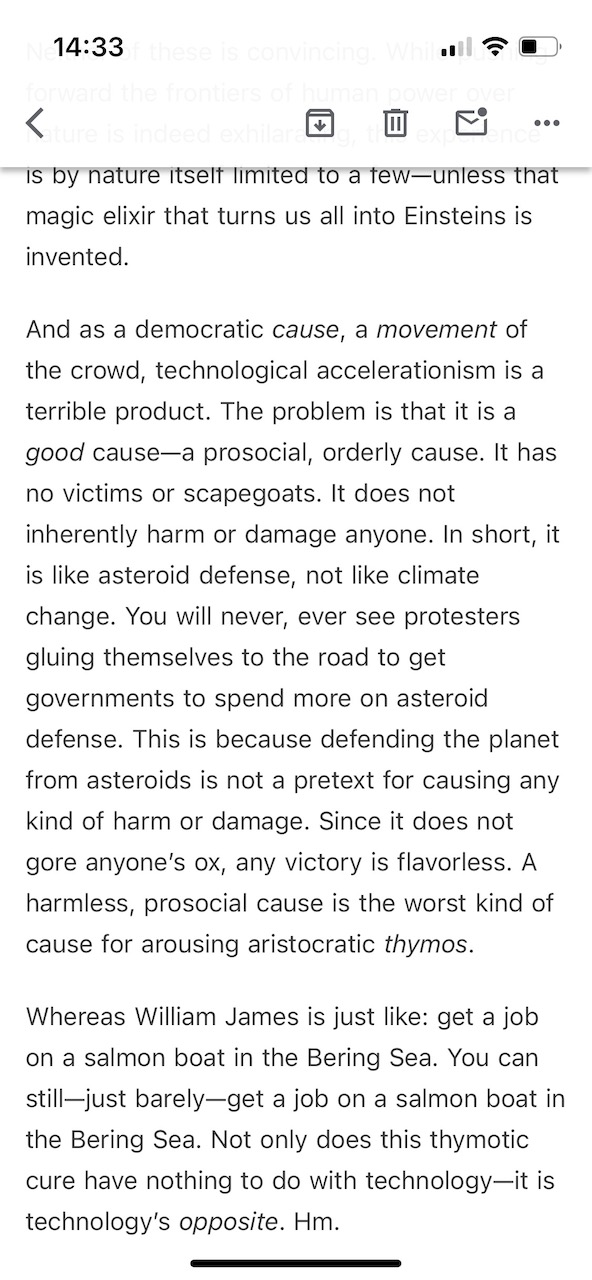 14:33
Neither of these is convincing. While pushing
forward the frontiers of human power over
nature is indeed exhilarating, this experience
is by nature itself limited to a few—unless that
magic elixir that turns us all into Einsteins is
invented.
And as a democratic cause, a movement of
the crowd, technological accelerationism is a
terrible product. The problem is that it is a
good cause—a prosocial, orderly cause. It has
no victims or scapegoats. It does not
inherently harm or damage anyone. In short, it
is like asteroid defense, not like climate
change. You will never, ever see protesters
gluing themselves to the road to get
governments to spend more on asteroid
defense. This is because defending the planet
from asteroids is not a pretext for causing any
kind of harm or damage. Since it does not
gore anyone’s ox, any victory is flavorless. A
harmless, prosocial cause is the worst kind of
cause for arousing aristocratic thymos.
Whereas William James is just like: get a job
on a salmon boat in the Bering Sea. You can
still—just barely—get a job on a salmon boat in
the Bering Sea. Not only does this thymotic
cure have nothing to do with technology—it is
technology’s opposite. Hm.